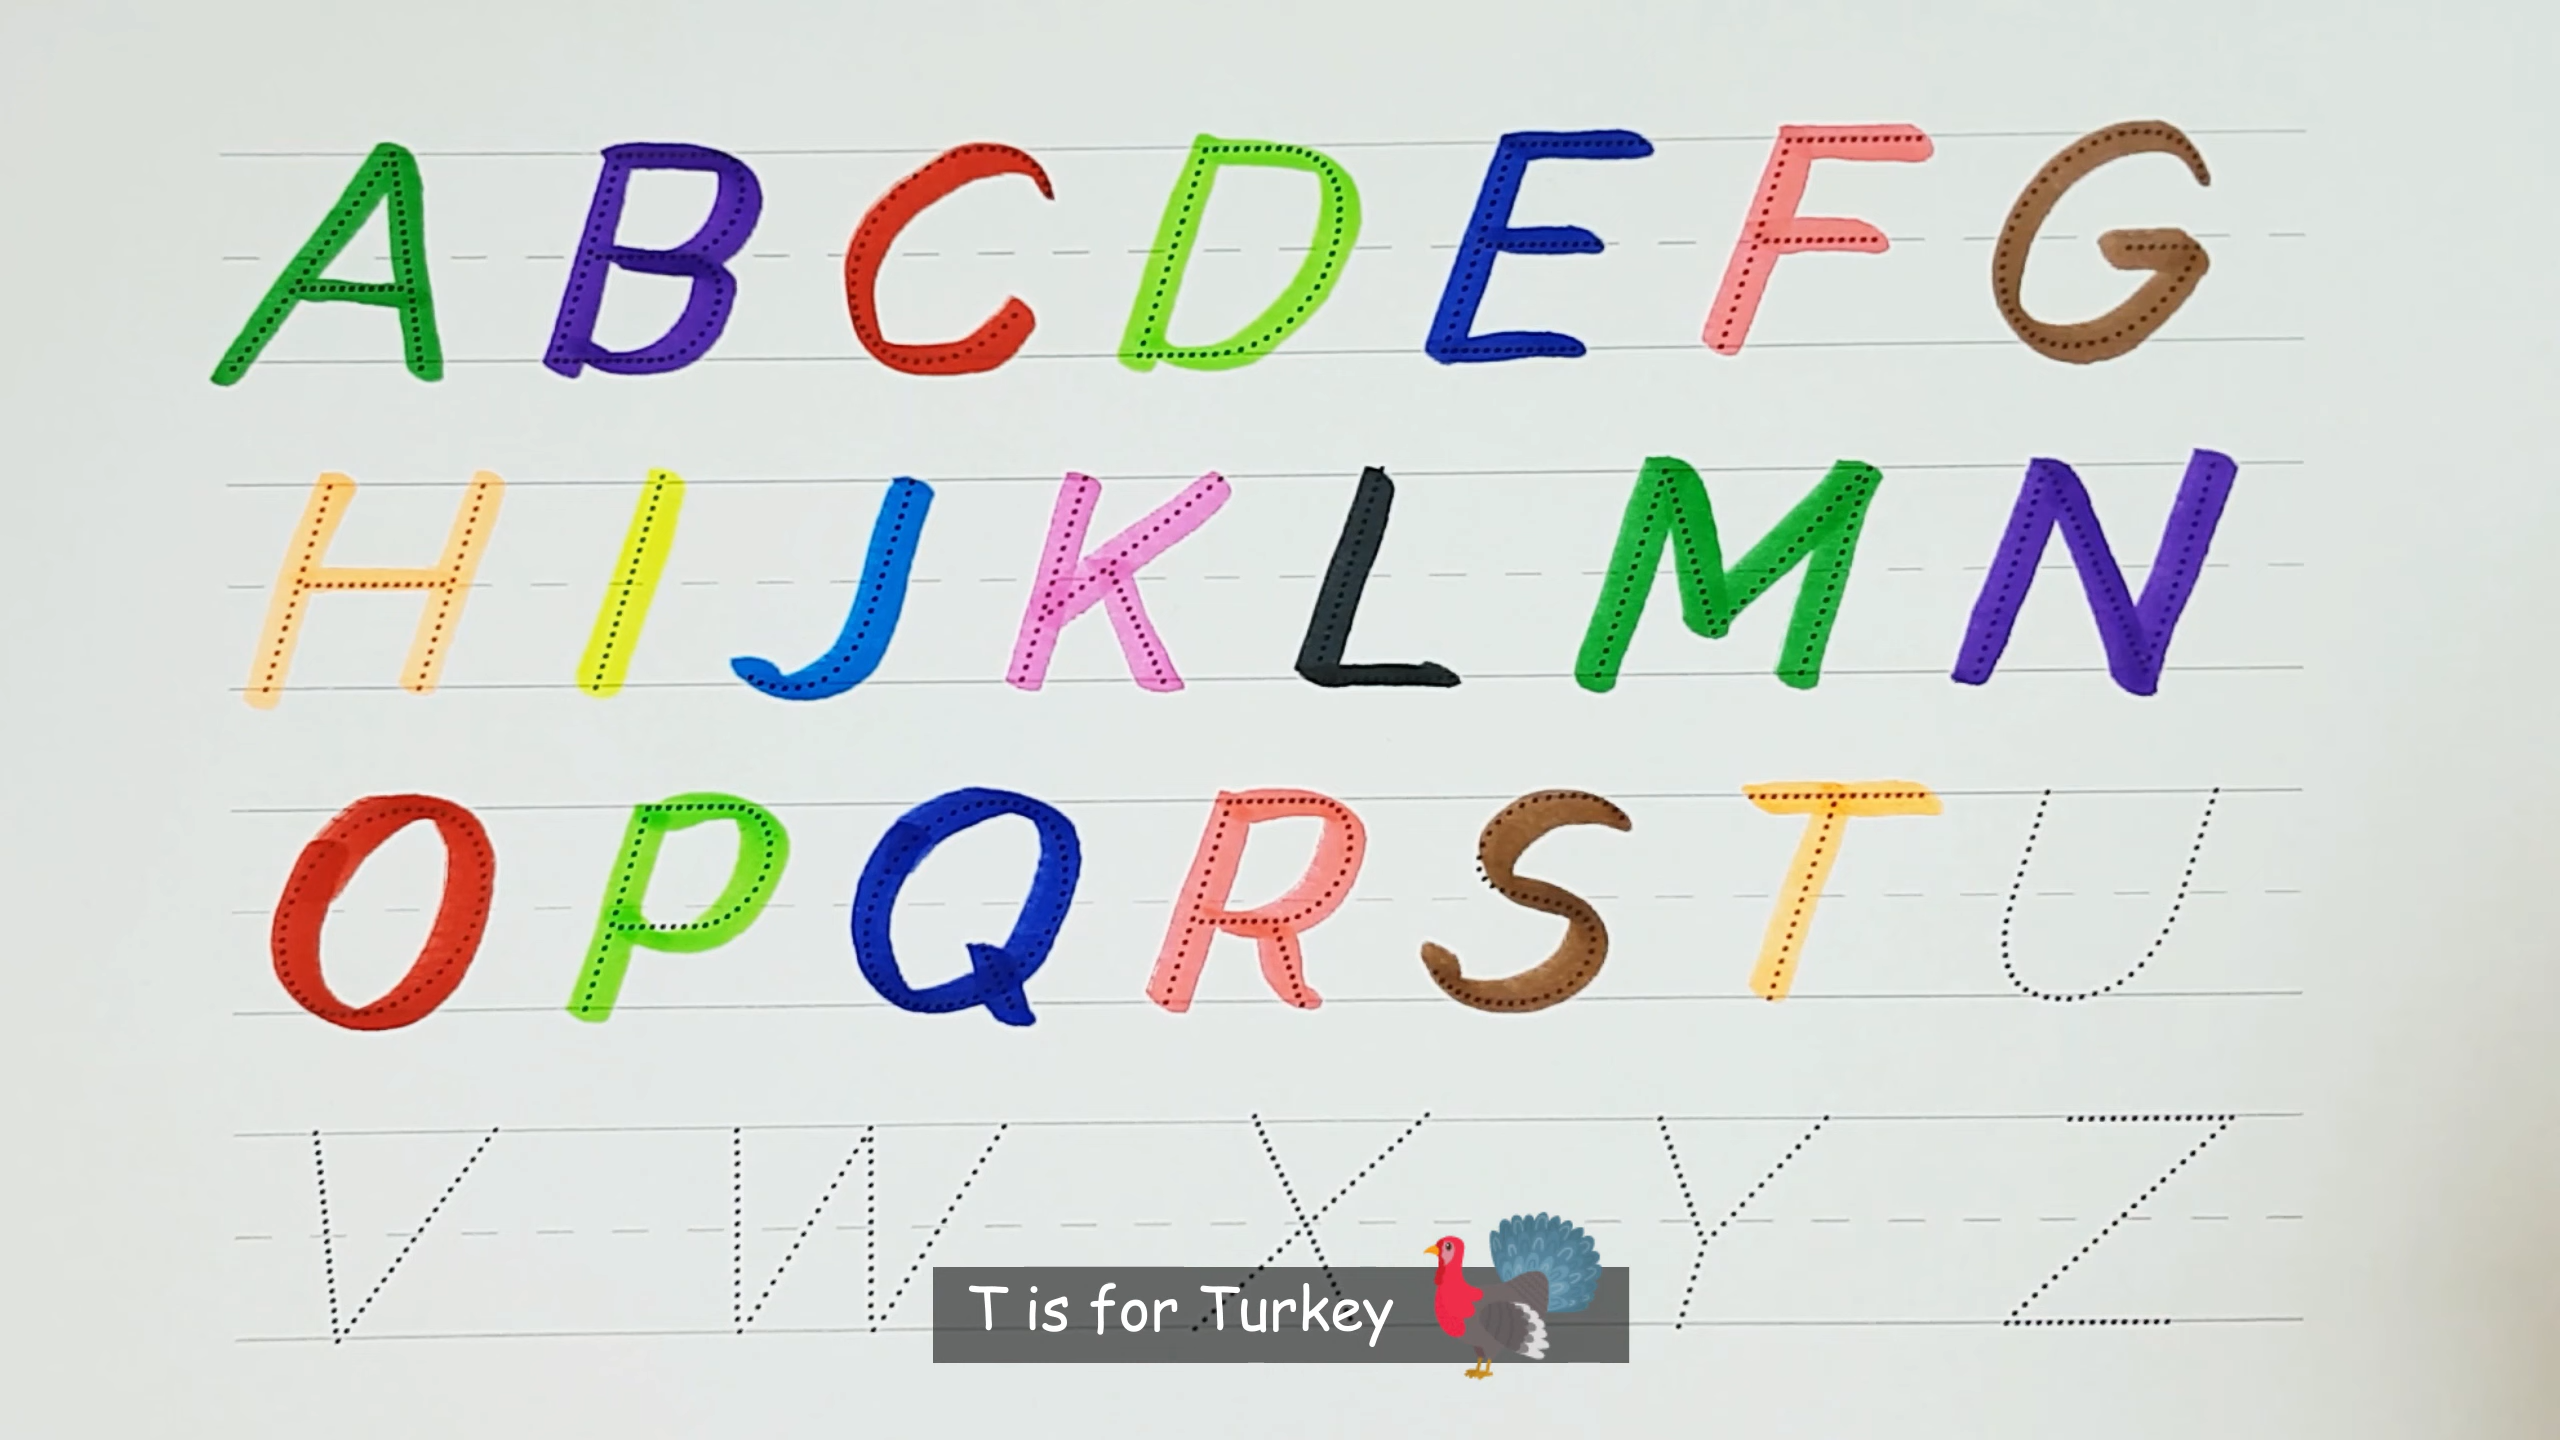 A B C D E F G
H I J K L M N
O P Q R S T U
V W X Y Z
T is for Turkey